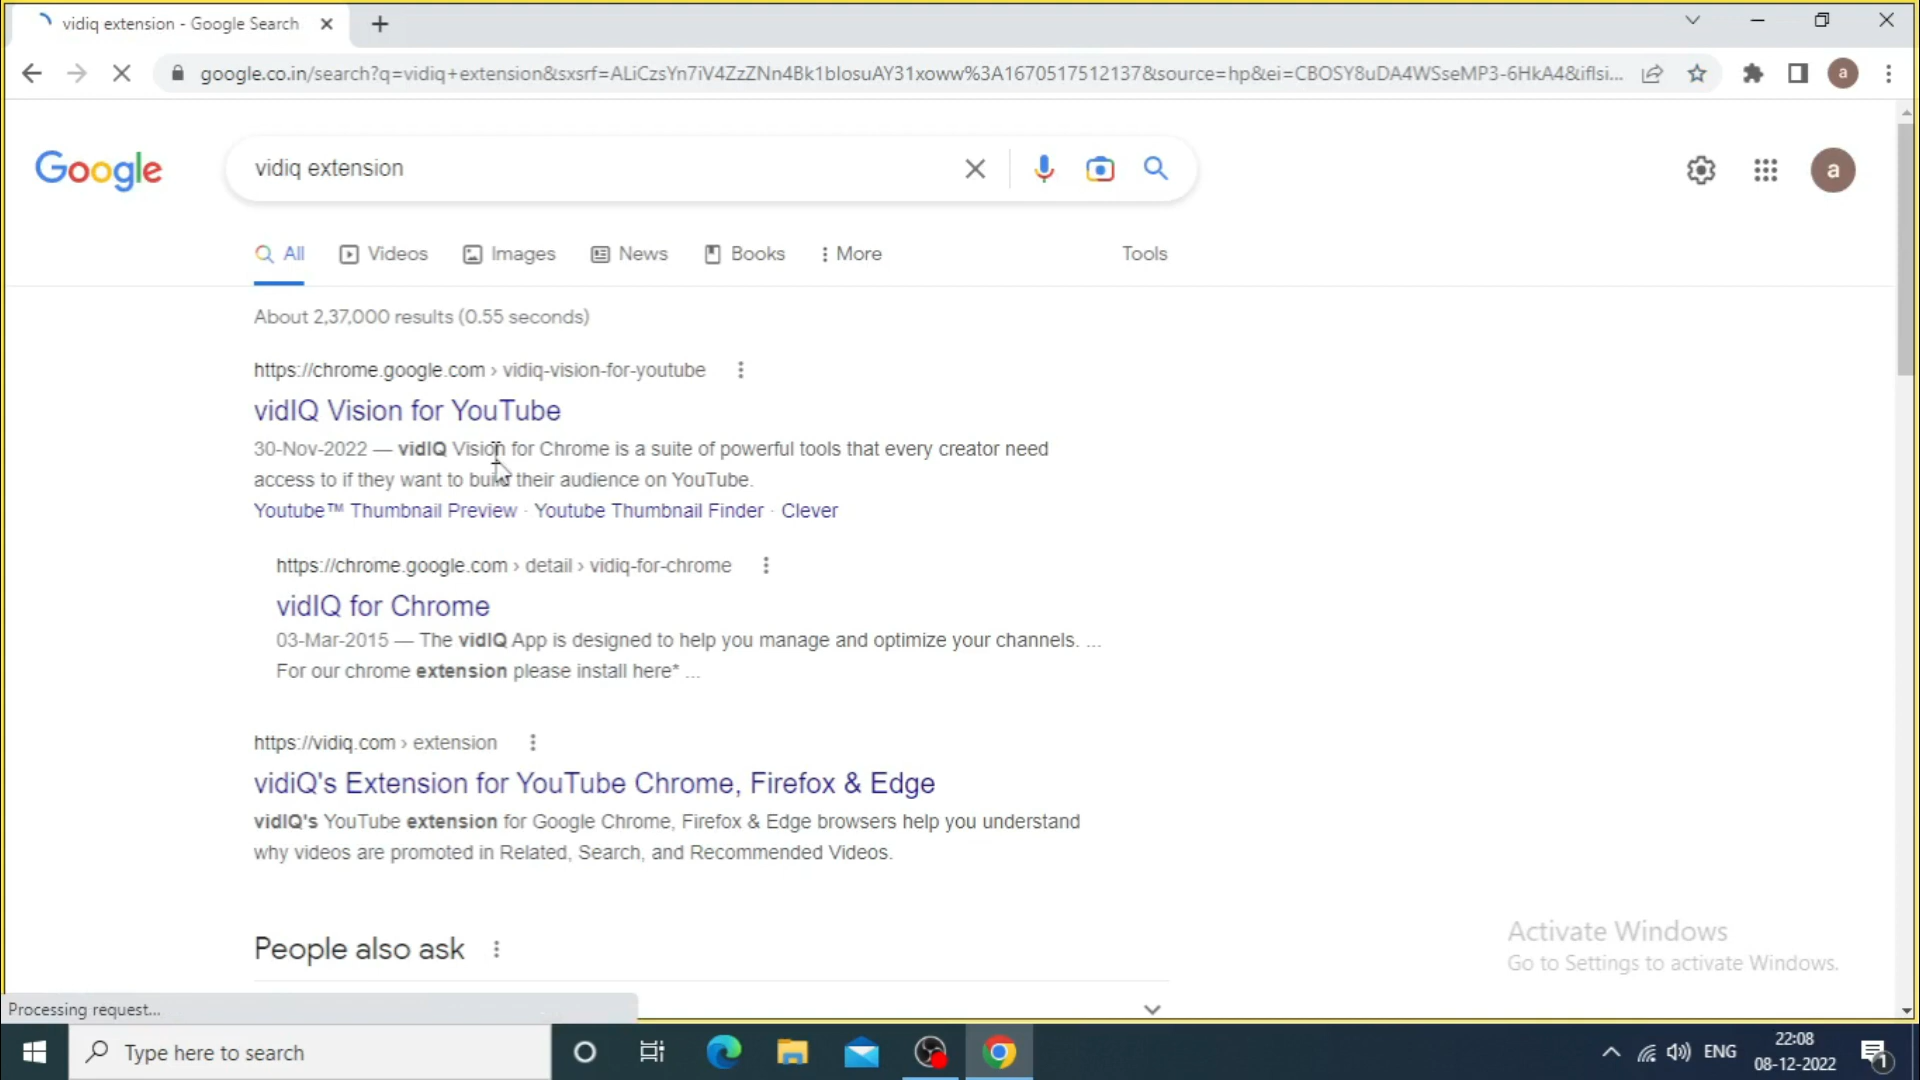 vidiq extension - Google Search
google.co.in/search?q=vidiq+extension&sxsrf=ALiCzsYn7iV4ZzZNn4Bk1bIosuAY31xoww%3A1670517512137&source=hp&ei=CBOSY8uDA4WSseMP3-6HkA4&iflsi...
a
Google
vidiq extension
a
All
Videos
Images
News
Books
More
Tools
About 2,37,000 results (0.55 seconds)
https://chrome.google.com › vidiq-vision-for-youtube
vidIQ Vision for YouTube
30-Nov-2022 — vidIQ Vision for Chrome is a suite of powerful tools that every creator need
access to if they want to build their audience on YouTube.
Youtube™ Thumbnail Preview · Youtube Thumbnail Finder · Clever
https://chrome.google.com › detail › vidiq-for-chrome
vidIQ for Chrome
03-Mar-2015 — The vidIQ App is designed to help you manage and optimize your channels. ...
For our chrome extension please install here* ...
https://vidiq.com › extension
vidiQ's Extension for YouTube Chrome, Firefox & Edge
vidIQ's YouTube extension for Google Chrome, Firefox & Edge browsers help you understand
why videos are promoted in Related, Search, and Recommended Videos.
People also ask
Activate Windows
Go to Settings to activate Windows.
Processing request...
Type here to search
ENG
22:08
08-12-2022
1